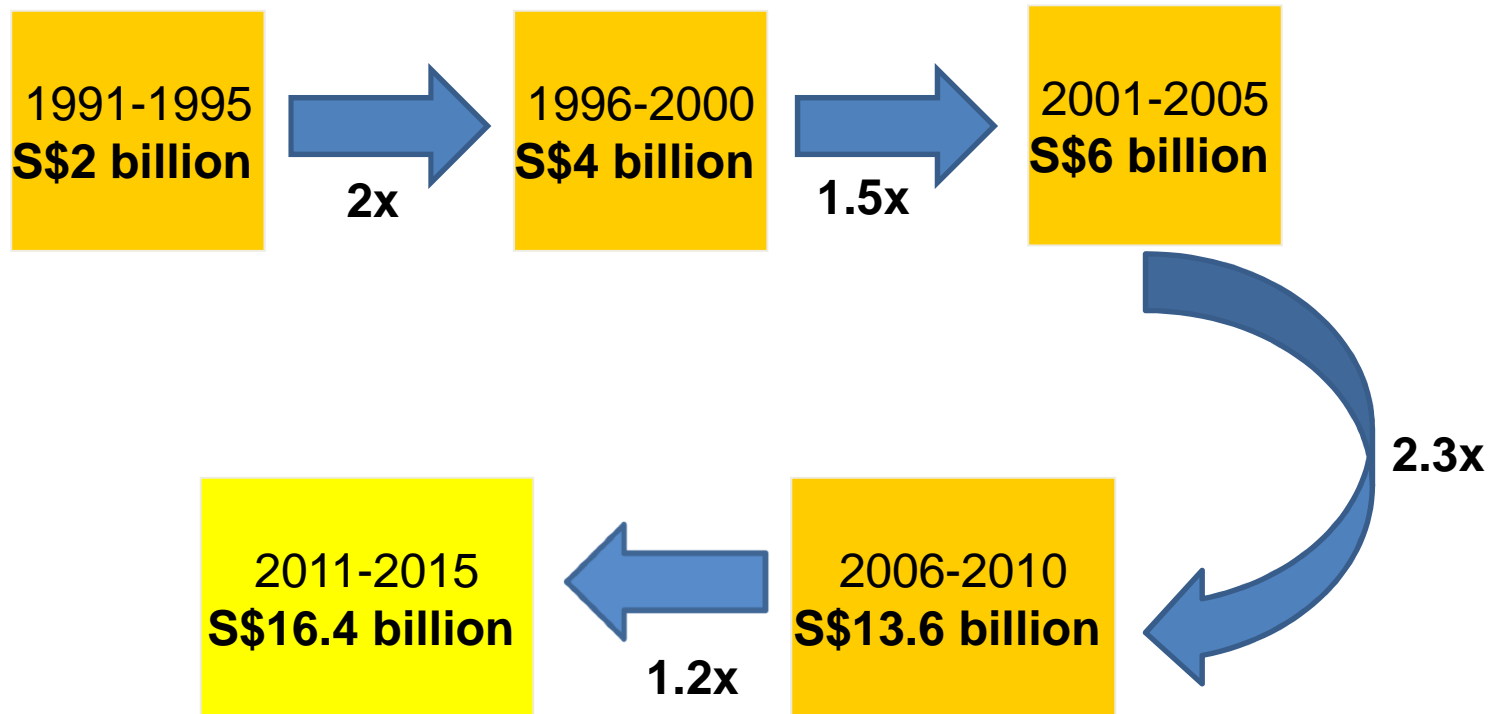 1991-1995
S$2 billion
2x
1996-2000
S$4 billion
1.5x
2001-2005
S$6 billion
2.3x
2006-2010
S$13.6 billion
1.2x
2011-2015
S$16.4 billion